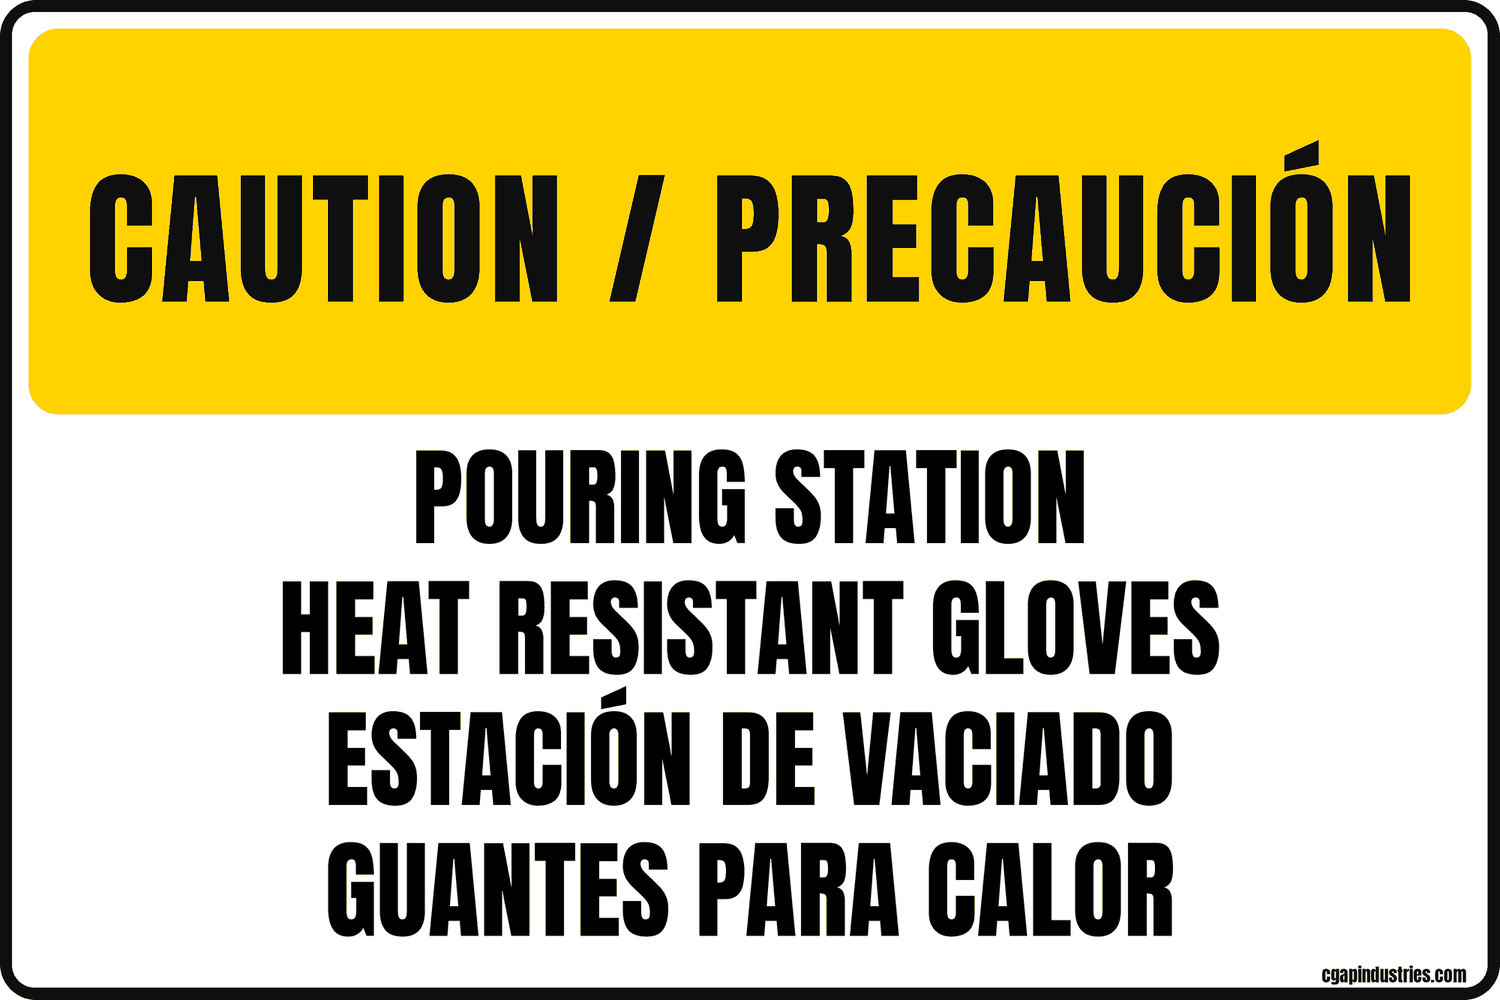 CAUTION / PRECAUCIÓN
POURING STATION
HEAT RESISTANT GLOVES
ESTACIÓN DE VACIADO
GUANTES PARA CALOR
cgapindustries.com